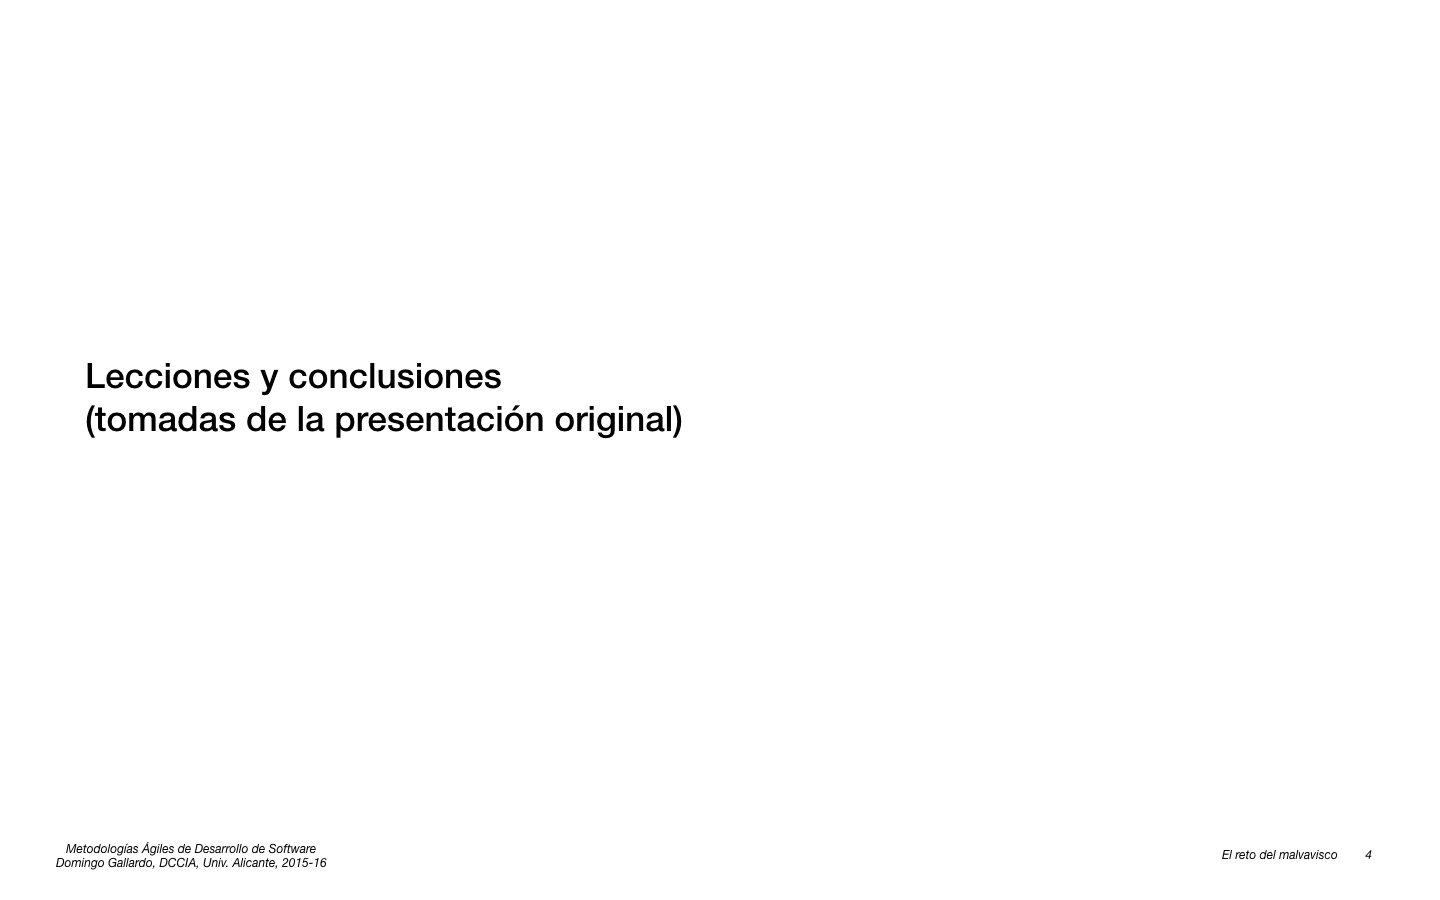 Lecciones y conclusiones
(tomadas de la presentación original)
Metodologías Ágiles de Desarrollo de Software
Domingo Gallardo, DCCIA, Univ. Alicante, 2015-16
El reto del malvavisco 4